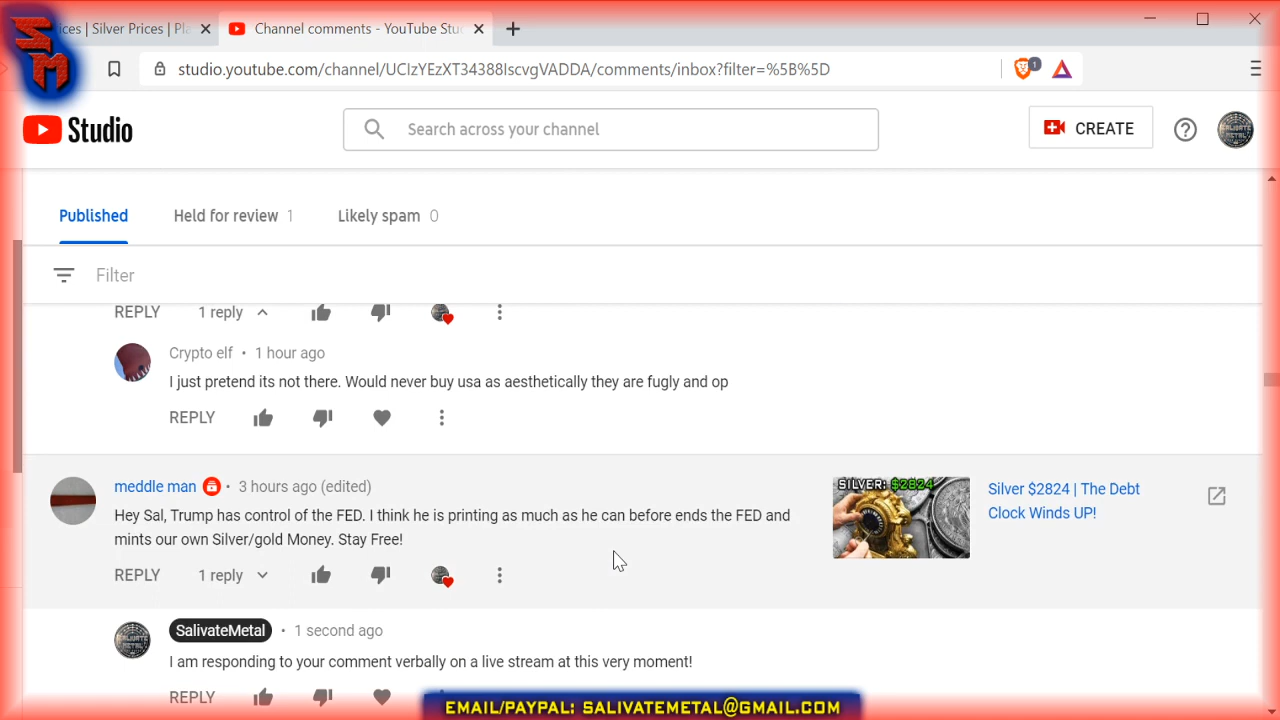 SM
ices | Silver Prices | Pla
Channel comments - YouTube Stud
studio.youtube.com/channel/UCIzYEzXT34388IscvgVADDA/comments/inbox?filter=%5B%5D
1
Studio
Search across your channel
CREATE
Published
Held for review 1
Likely spam 0
Filter
REPLY
1 reply
Crypto elf • 1 hour ago
I just pretend its not there. Would never buy usa as aesthetically they are fugly and op
REPLY
meddle man • 3 hours ago (edited)
Hey Sal, Trump has control of the FED. I think he is printing as much as he can before ends the FED and
mints our own Silver/gold Money. Stay Free!
REPLY
1 reply
SILVER: $2824
Silver $2824 | The Debt
Clock Winds UP!
SalivateMetal • 1 second ago
I am responding to your comment verbally on a live stream at this very moment!
REPLY
EMAIL/PAYPAL: SALIVATEMETAL@GMAIL.COM